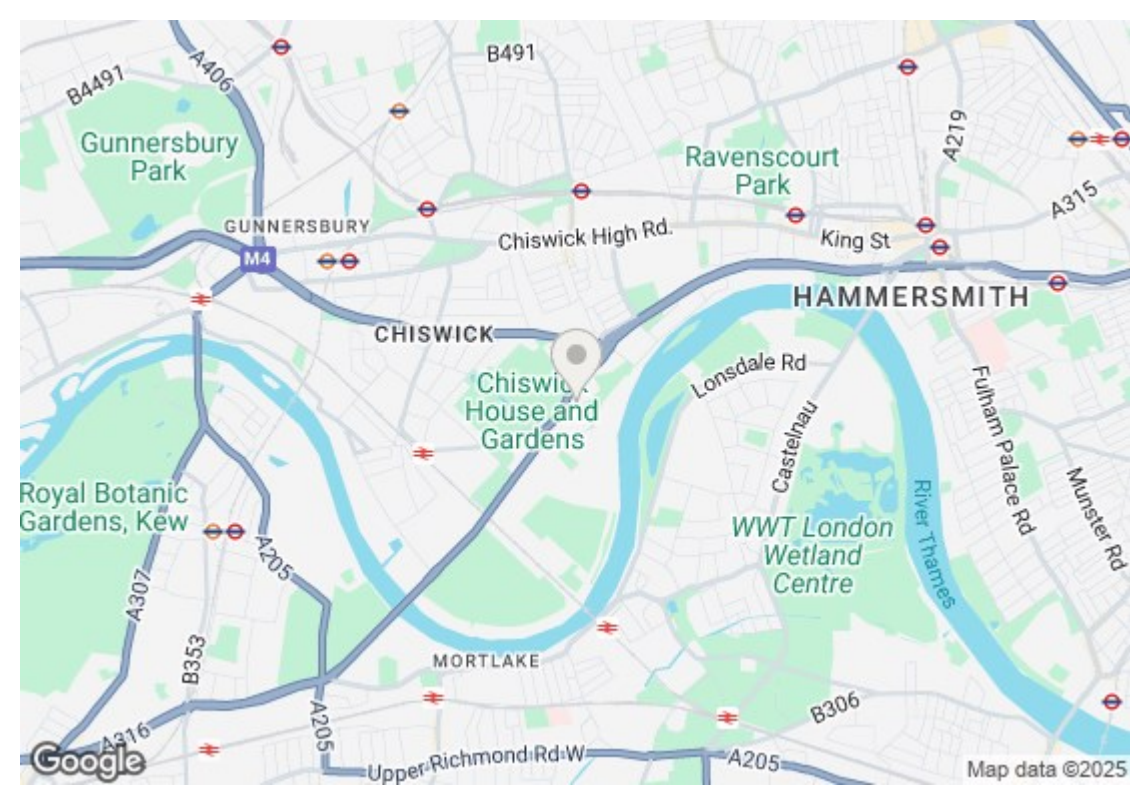 B491
A406
B4491
Gunnersbury
Park
A219
Ravenscourt
Park
A315
GUNNERSBURY
Chiswick High Rd.
King St
M4
HAMMERSMITH
CHISWICK
Lonsdale Rd
Chiswick
House and
Gardens
Fulham Palace Rd
Castelnau
Munster Rd
Royal Botanic
Gardens, Kew
River Thames
WWT London
Wetland
Centre
A205
A307
B353
MORTLAKE
B306
A316
A205
Upper Richmond Rd W
A205
Google
Map data ©2025